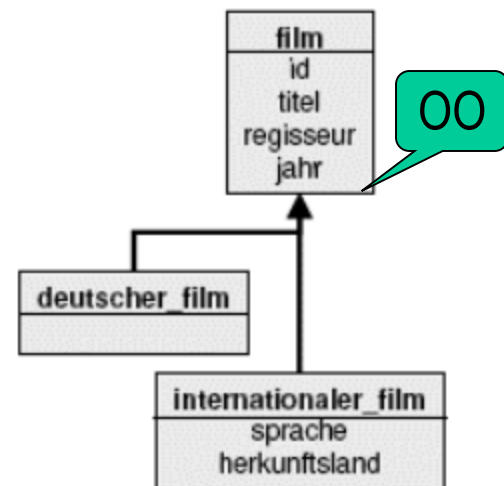 film
id
titel
regisseur
jahr
OO
deutscher_film
internationaler_film
sprache
herkunftsland